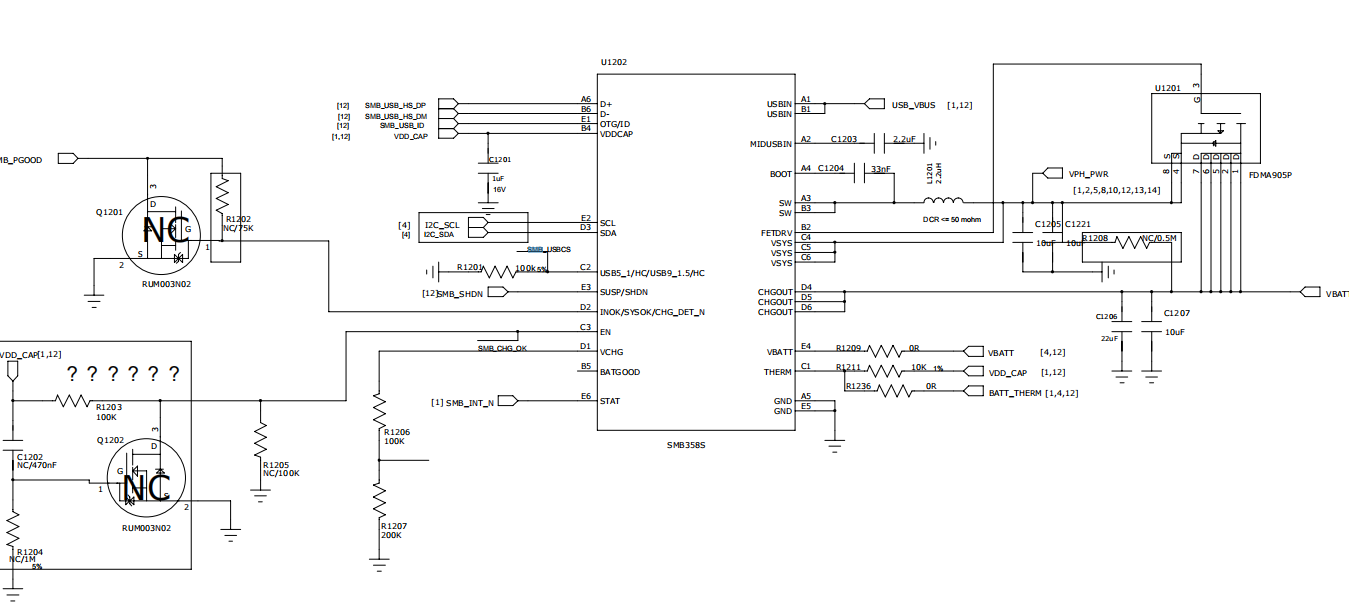 U1202
A6
D+
B6
D-
E1
OTG/ID
B4
VDDCAP
[12] SMB_USB_HS_DP
[12] SMB_USB_HS_DM
[12] SMB_USB_ID
[1,12] VDD_CAP
C1201
1uF
16V
MB_PGOOD
3
D
Q1201
NC
G
S
1
2
RUM003N02
R1202
NC/75K
[4] I2C_SCL
[4] I2C_SDA
E2
SCL
D3
SDA
SMB_USBCS
R1201
100k 5%
C2
USB5_1/HC/USB9_1.5/HC
[12]SMB_SHDN
E3
SUSP/SHDN
D2
INOK/SYSOK/CHG_DET_N
C3
EN
SMB_CHG_OK
D1
VCHG
B5
BATGOOD
[1] SMB_INT_N
E6
STAT
VDD_CAP[1,12]
? ? ? ? ? ?
R1203
100K
Q1202
3
D
C1202
NC/470nF
G
NC
S
1
2
RUM003N02
R1204
NC/1M
5%
R1205
NC/100K
R1206
100K
R1207
200K
USBIN
A1
USBIN
B1
USB_VBUS [1,12]
MIDUSBIN
A2
C1203
2.2uF
BOOT
A4
C1204
33nF
L1201
2.2uH
SW
A3
SW
B3
DCR <= 50 mohm
FETDRV
B2
VSYS
C4
VSYS
C5
VSYS
C6
CHGOUT
D4
CHGOUT
D5
CHGOUT
D6
VBATT
E4
R1209
0R
VBATT [4,12]
THERM
C1
R1211
10K 1%
VDD_CAP [1,12]
R1236
0R
BATT_THERM [1,4,12]
GND
A5
GND
E5
SMB358S
VPH_PWR
[1,2,5,8,10,12,13,14]
C1205
10uF
C1221
10uF
R1208
NC/0.5M
U1201
3
G
S
S
D
D
D
D
D
8
4
7
6
5
2
1
FDMA905P
C1206
22uF
C1207
10uF
VBAT